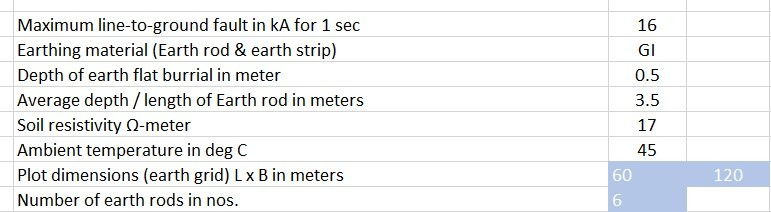 Maximum line-to-ground fault in kA for 1 sec 16
Earthing material (Earth rod & earth strip) GI
Depth of earth flat burrial in meter 0.5
Average depth / length of Earth rod in meters 3.5
Soil resistivity Ω-meter 17
Ambient temperature in deg C 45
Plot dimensions (earth grid) L x B in meters 60 120
Number of earth rods in nos. 6